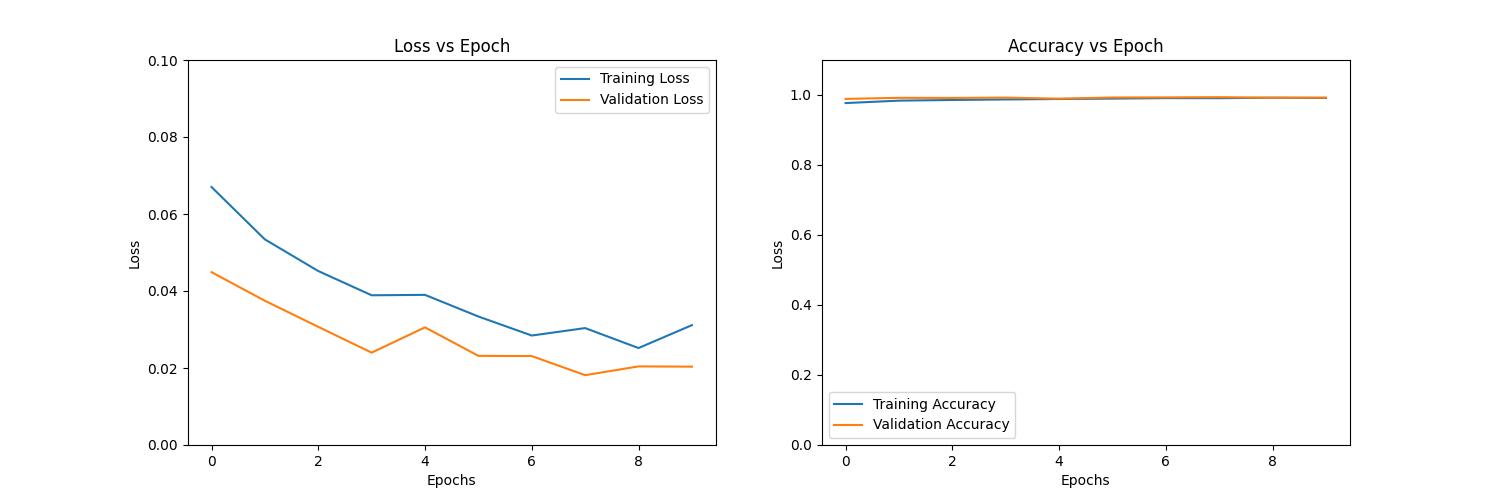 Loss vs Epoch
0.10
0.08
0.06
0.04
0.02
0.00
Loss
Training Loss
Validation Loss
0 2 4 6 8
Epochs
Accuracy vs Epoch
1.0
0.8
0.6
0.4
0.2
0.0
Loss
Training Accuracy
Validation Accuracy
0 2 4 6 8
Epochs